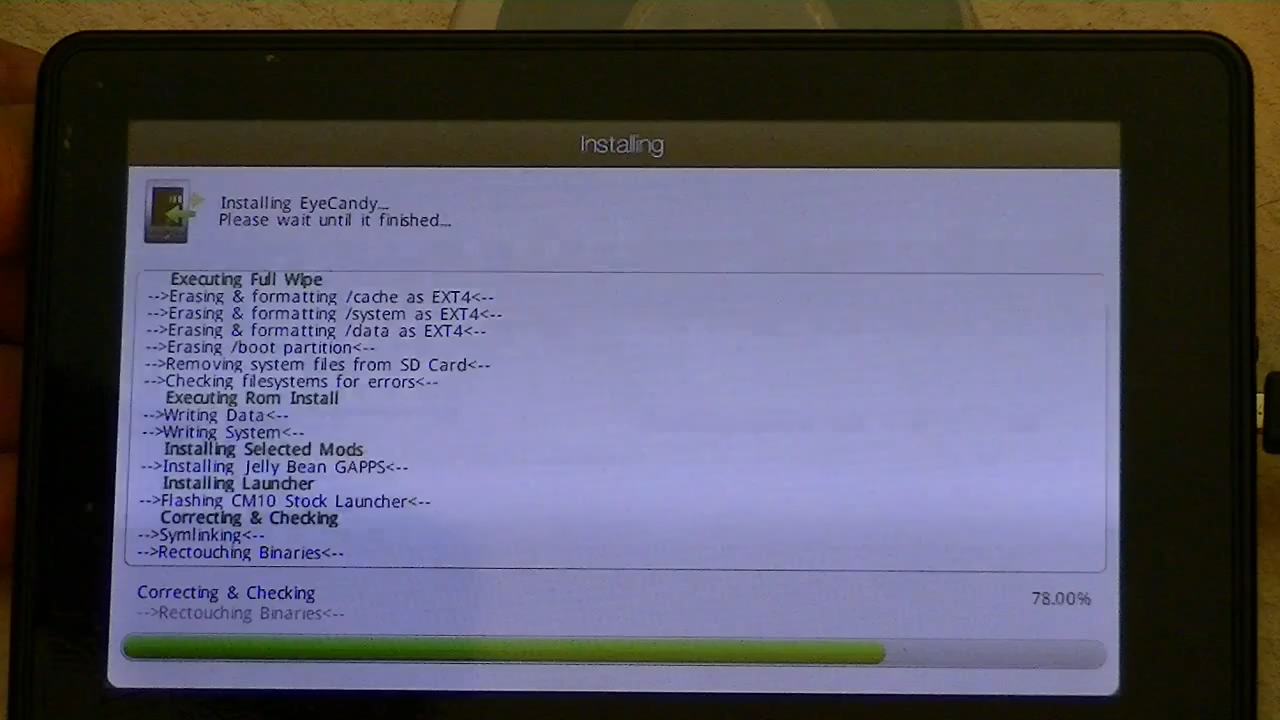 Installing
Installing EyeCandy...
Please wait until it finished...
Executing Full Wipe
-->Erasing & formatting /cache as EXT4<--
-->Erasing & formatting /system as EXT4<--
-->Erasing & formatting /data as EXT4<--
-->Erasing /boot partition<--
-->Removing system files from SD Card<--
-->Checking filesystems for errors<--
Executing Rom Install
-->Writing Data<--
-->Writing System<--
Installing Selected Mods
-->Installing Jelly Bean GAPPS<--
Installing Launcher
-->Flashing CM10 Stock Launcher<--
Correcting & Checking
-->Symlinking<--
-->Rectouching Binaries<--
Correcting & Checking
78.00%
-->Rectouching Binaries<--